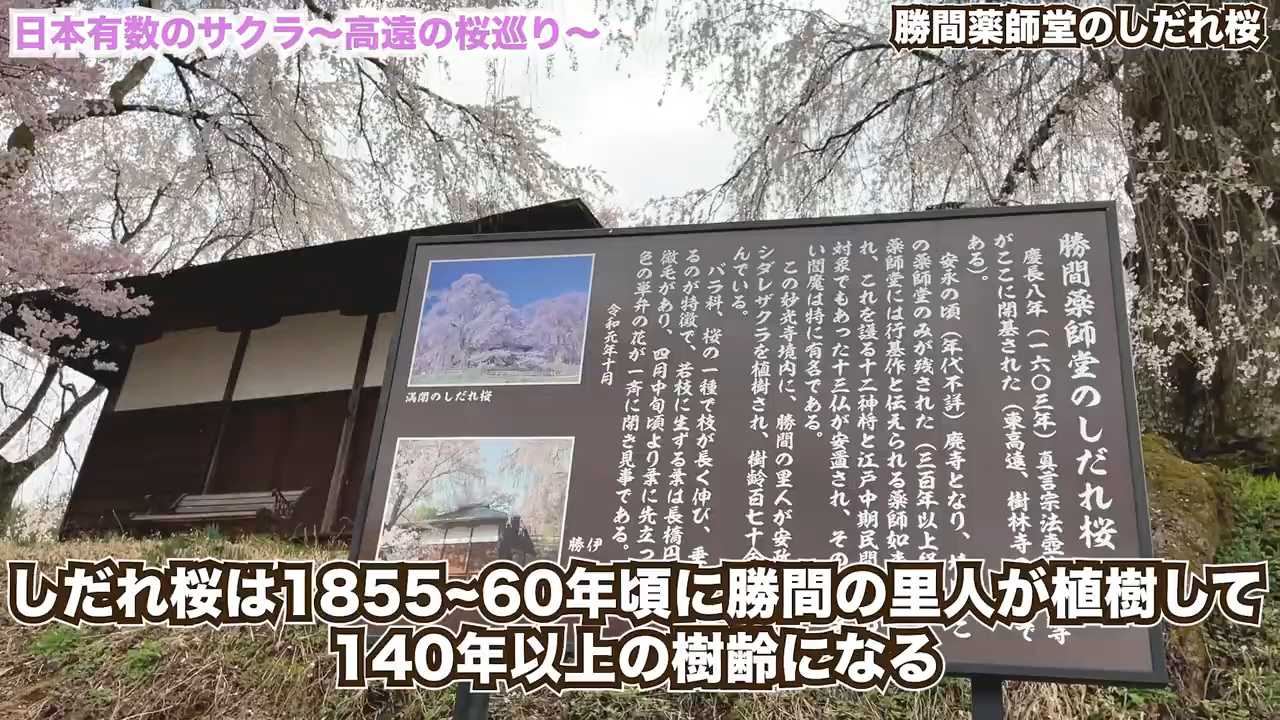 日本有数のサクラ～高遠の桜巡り～
勝間薬師堂のしだれ桜
勝間薬師堂のしだれ桜
慶長八年（一六〇三年）真言宗法壺
寺
がここに開基された（東高遠、樹林寺
で
ある）。
安永の頃（年代不詳）廃寺となり、
こ
の薬師堂のみが残された（三百年以上
薬師堂には行基作と伝えられる薬師如
れ、これを護る十二神将と江戸中期民間
対象でもあった十三仏が安置され、その
い閻魔は特に有名である。
この妙光寺境内に、勝間の里人が安政
シダレザクラを植樹され、樹齢百七十余
んでいる。
バラ科、桜の一種で枝が長く伸び、垂
るのが特徴で、若枝に生ずる葉は長楕円
微毛があり、四月中旬頃より葉に先立っ
色の単弁の花が一斉に開き見事である。
令和元年十月
伊
勝
満開のしだれ桜
しだれ桜は1855~60年頃に勝間の里人が植樹して
140年以上の樹齢になる